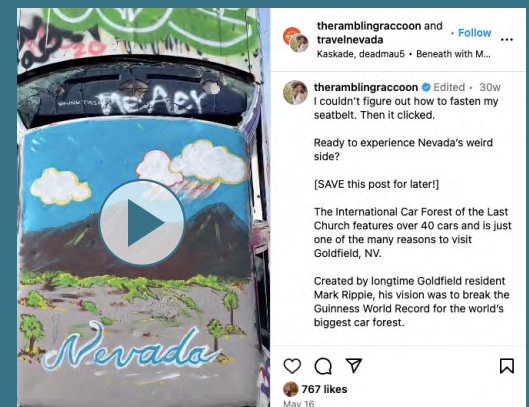 theramblingraccoon and
travelnevada
• Follow
Kaskade, deadmau5 • Beneath with M...
theramblingraccoon Edited • 30w
I couldn't figure out how to fasten my
seatbelt. Then it clicked.
Ready to experience Nevada's weird
side?
[SAVE this post for later!]
The International Car Forest of the Last
Church features over 40 cars and is just
one of the many reasons to visit
Goldfield, NV.
Created by longtime Goldfield resident
Mark Rippie, his vision was to break the
Guinness World Record for the world's
biggest car forest.
767 likes
May 16
Nevada